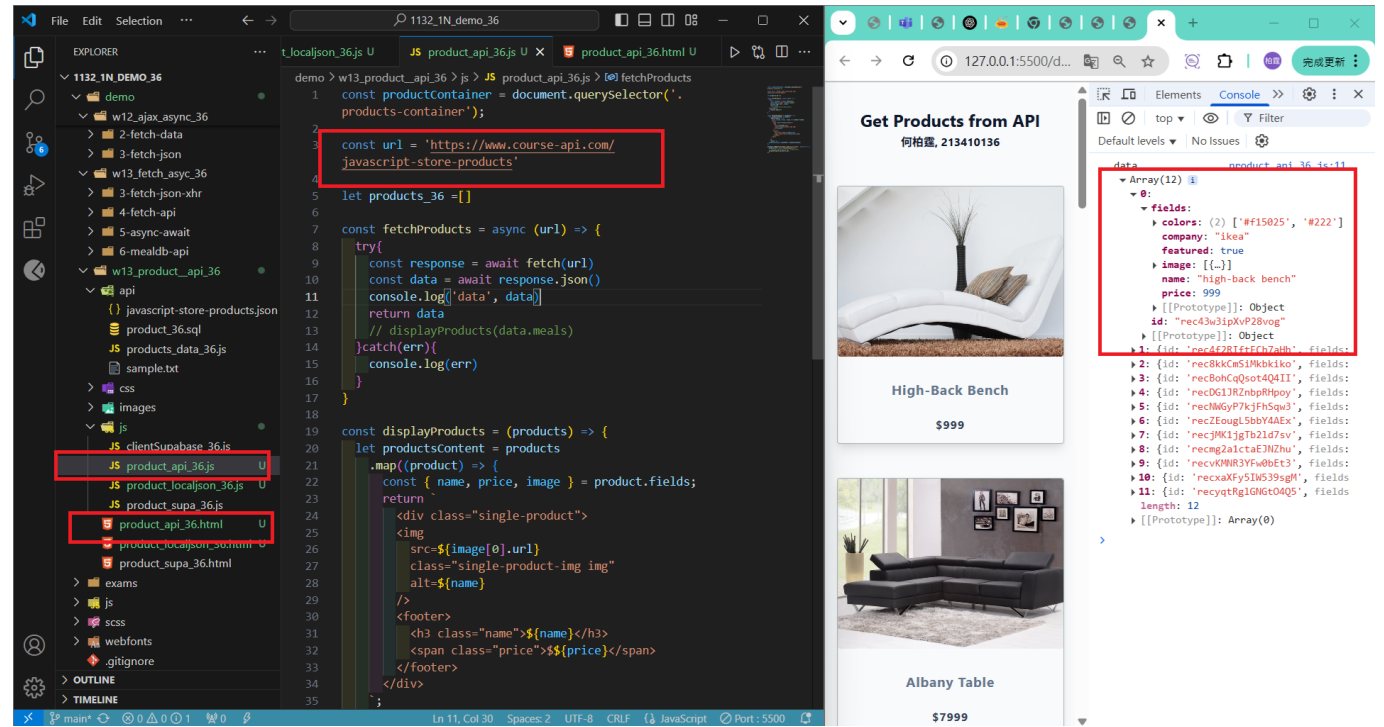 File Edit Selection ··· 1132_1N_demo_36
EXPLORER ···
1132_1N_DEMO_36
demo
w12_ajax_async_36
2-fetch-data
3-fetch-json
w13_fetch_asyc_36
3-fetch-json-xhr
4-fetch-api
5-async-await
6-mealdb-api
w13_product__api_36
api
{ } javascript-store-products.json
product_36.sql
JS products_data_36.js
sample.txt
css
images
js
JS clientSupabase_36.js
JS product_api_36.js U
JS product_localjson_36.js U
JS product_supa_36.js
product_api_36.html U
product_localjson_36.html U
product_supa_36.html
exams
js
scss
webfonts
.gitignore
OUTLINE
TIMELINE
6
t_localjson_36.js U JS product_api_36.js U product_api_36.html U ···
demo > w13_product__api_36 > js > JS product_api_36.js > fetchProducts
1 const productContainer = document.querySelector('.
products-container');
2
3 const url = 'https://www.course-api.com/
javascript-store-products'
4
5 let products_36 =[]
6
7 const fetchProducts = async (url) => {
8 try{
9 const response = await fetch(url)
10 const data = await response.json()
11 console.log('data', data)
12 return data
13 // displayProducts(data.meals)
14 }catch(err){
15 console.log(err)
16 }
17 }
18
19 const displayProducts = (products) => {
20 let productsContent = products
21 .map((product) => {
22 const { name, price, image } = product.fields;
23 return `
24 <div class="single-product">
25 <img
26 src=${image[0].url}
27 class="single-product-img img"
28 alt=${name}
29 />
30 <footer>
31 <h3 class="name">${name}</h3>
32 <span class="price">$${price}</span>
33 </footer>
34 </div>
35 `;
main* 0 0 1 0 Ln 11, Col 30 Spaces: 2 UTF-8 CRLF { } JavaScript Port : 5500
127.0.0.1:5500/d... 完成更新
Get Products from API
何柏霆, 213410136
High-Back Bench
$999
Albany Table
$7999
Elements Console
top Filter
Default levels No Issues
data product_api_36.js:11
Array(12)
0:
fields:
colors: (2) ['#f15025', '#222']
company: "ikea"
featured: true
image: [{…}]
name: "high-back bench"
price: 999
[[Prototype]]: Object
id: "rec43w3ipXvP28vog"
[[Prototype]]: Object
1: {id: 'rec4f2RIftFCb7aHh', fields:
2: {id: 'rec8kkCmSiMkbkiko', fields:
3: {id: 'recBohCqQsot4Q4II', fields:
4: {id: 'recDG1JRZnbpRHpoy', fields:
5: {id: 'recNWGyP7kjFhSqw3', fields:
6: {id: 'recZEougL5bbY4AEx', fields:
7: {id: 'recjMK1jgTb2ld7sv', fields:
8: {id: 'recmg2a1ctaEJNZhu', fields:
9: {id: 'recvKMNR3YFw0bEt3', fields:
10: {id: 'recxaXFy5IW539sgM', fields
11: {id: 'recyqtRglGNGtO4Q5', fields
length: 12
[[Prototype]]: Array(0)